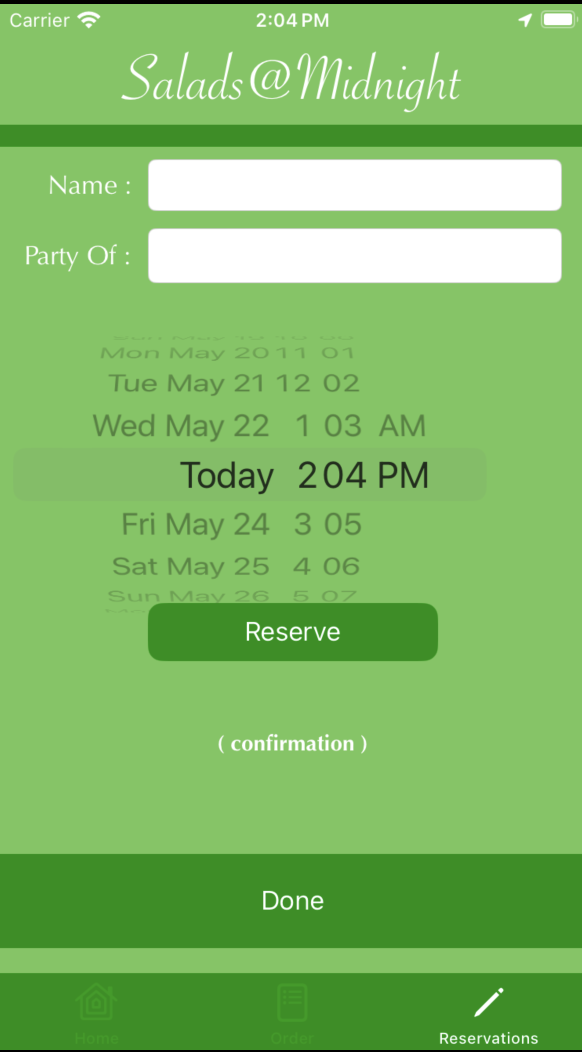 Carrier 2:04 PM
Salads@Midnight
Name :
Party Of :
Mon May 20 11 01
Tue May 21 12 02
Wed May 22 1 03 AM
Today 2 04 PM
Fri May 24 3 05
Sat May 25 4 06
Sun May 26 5 07
Reserve
( confirmation )
Done
Home Order Reservations